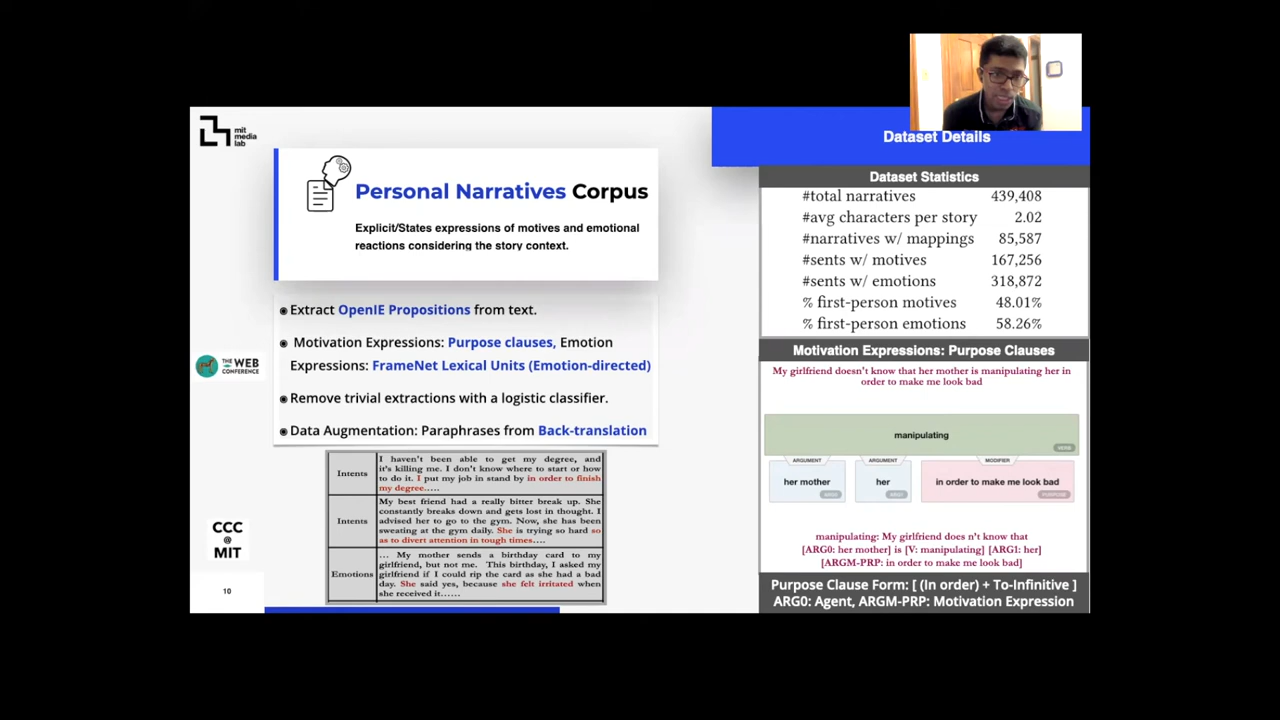 mit
media
lab
Personal Narratives Corpus
Explicit/States expressions of motives and emotional
reactions considering the story context.
◉ Extract OpenIE Propositions from text.
◉ Motivation Expressions: Purpose clauses, Emotion
Expressions: FrameNet Lexical Units (Emotion-directed)
◉ Remove trivial extractions with a logistic classifier.
◉ Data Augmentation: Paraphrases from Back-translation
THE WEB
CONFERENCE
CCC
@
MIT
10
Intents
I haven't been able to get my degree, and
it's killing me. I don't know where to start or how
to do it. I put my job in stand by in order to finish
my degree.....
Intents
My best friend had a really bitter break up. She
constantly breaks down and gets lost in thought. I
advised her to go to the gym. Now, she has been
sweating at the gym daily. She is trying so hard so
as to divert attention in tough times....
Emotions
... My mother sends a birthday card to my
girlfriend, but not me. This birthday, I asked my
girlfriend if I could rip the card as she had a bad
day. She said yes, because she felt irritated when
she received it......
Dataset Details
Dataset Statistics
#total narratives 439,408
#avg characters per story 2.02
#narratives w/ mappings 85,587
#sents w/ motives 167,256
#sents w/ emotions 318,872
% first-person motives 48.01%
% first-person emotions 58.26%
Motivation Expressions: Purpose Clauses
My girlfriend doesn't know that her mother is manipulating her in
order to make me look bad
manipulating
VERB
ARGUMENT ARGUMENT MODIFIER
her mother her in order to make me look bad
ARG0 ARG1 PURPOSE
manipulating: My girlfriend does n't know that
[ARG0: her mother] is [V: manipulating] [ARG1: her]
[ARGM-PRP: in order to make me look bad]
Purpose Clause Form: [ (In order) + To-Infinitive ]
ARG0: Agent, ARGM-PRP: Motivation Expression